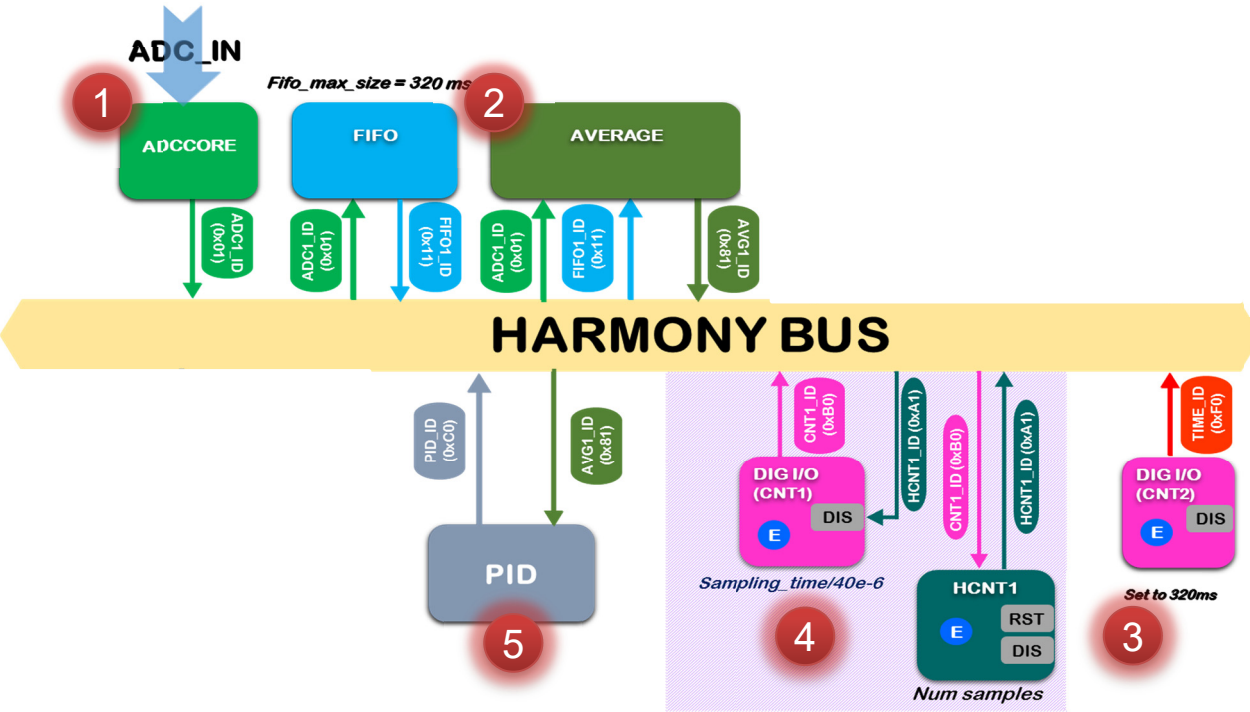 ADC_IN
1
Fifo_max_size = 320 ms
2
ADCCORE
FIFO
AVERAGE
ADC1_ID
(0x01)
ADC1_ID
(0x01)
FIFO1_ID
(0x11)
ADC1_ID
(0x01)
FIFO1_ID
(0x11)
AVG1_ID
(0x81)
HARMONY BUS
PID_ID
(0xC0)
AVG1_ID
(0x81)
CNT1_ID
(0xB0)
HCNT1_ID (0xA1)
CNT1_ID (0xB0)
HCNT1_ID (0xA1)
TIME_ID
(0xF0)
DIG I/O
(CNT1)
DIS
E
Sampling_time/40e-6
DIG I/O
(CNT2)
DIS
E
Set to 320ms
PID
5
4
HCNT1
RST
E
DIS
Num samples
3